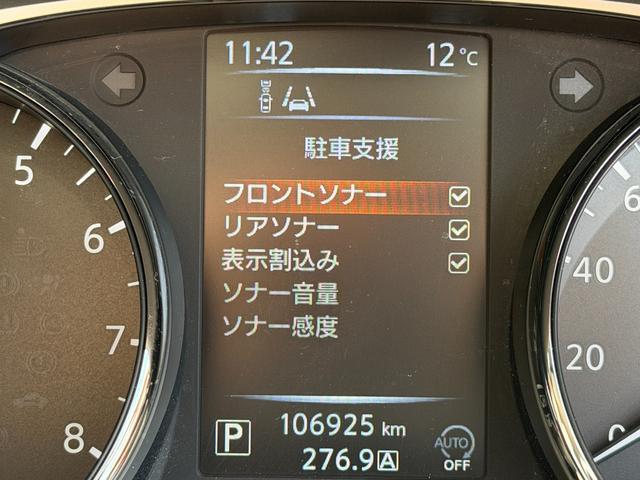 11:42 12°C
駐車支援
フロントソナー
リアソナー
表示割込み
ソナー音量
ソナー感度
P 106925 km AUTO
276.9 A OFF
5
6
7
8
6
40
20
0